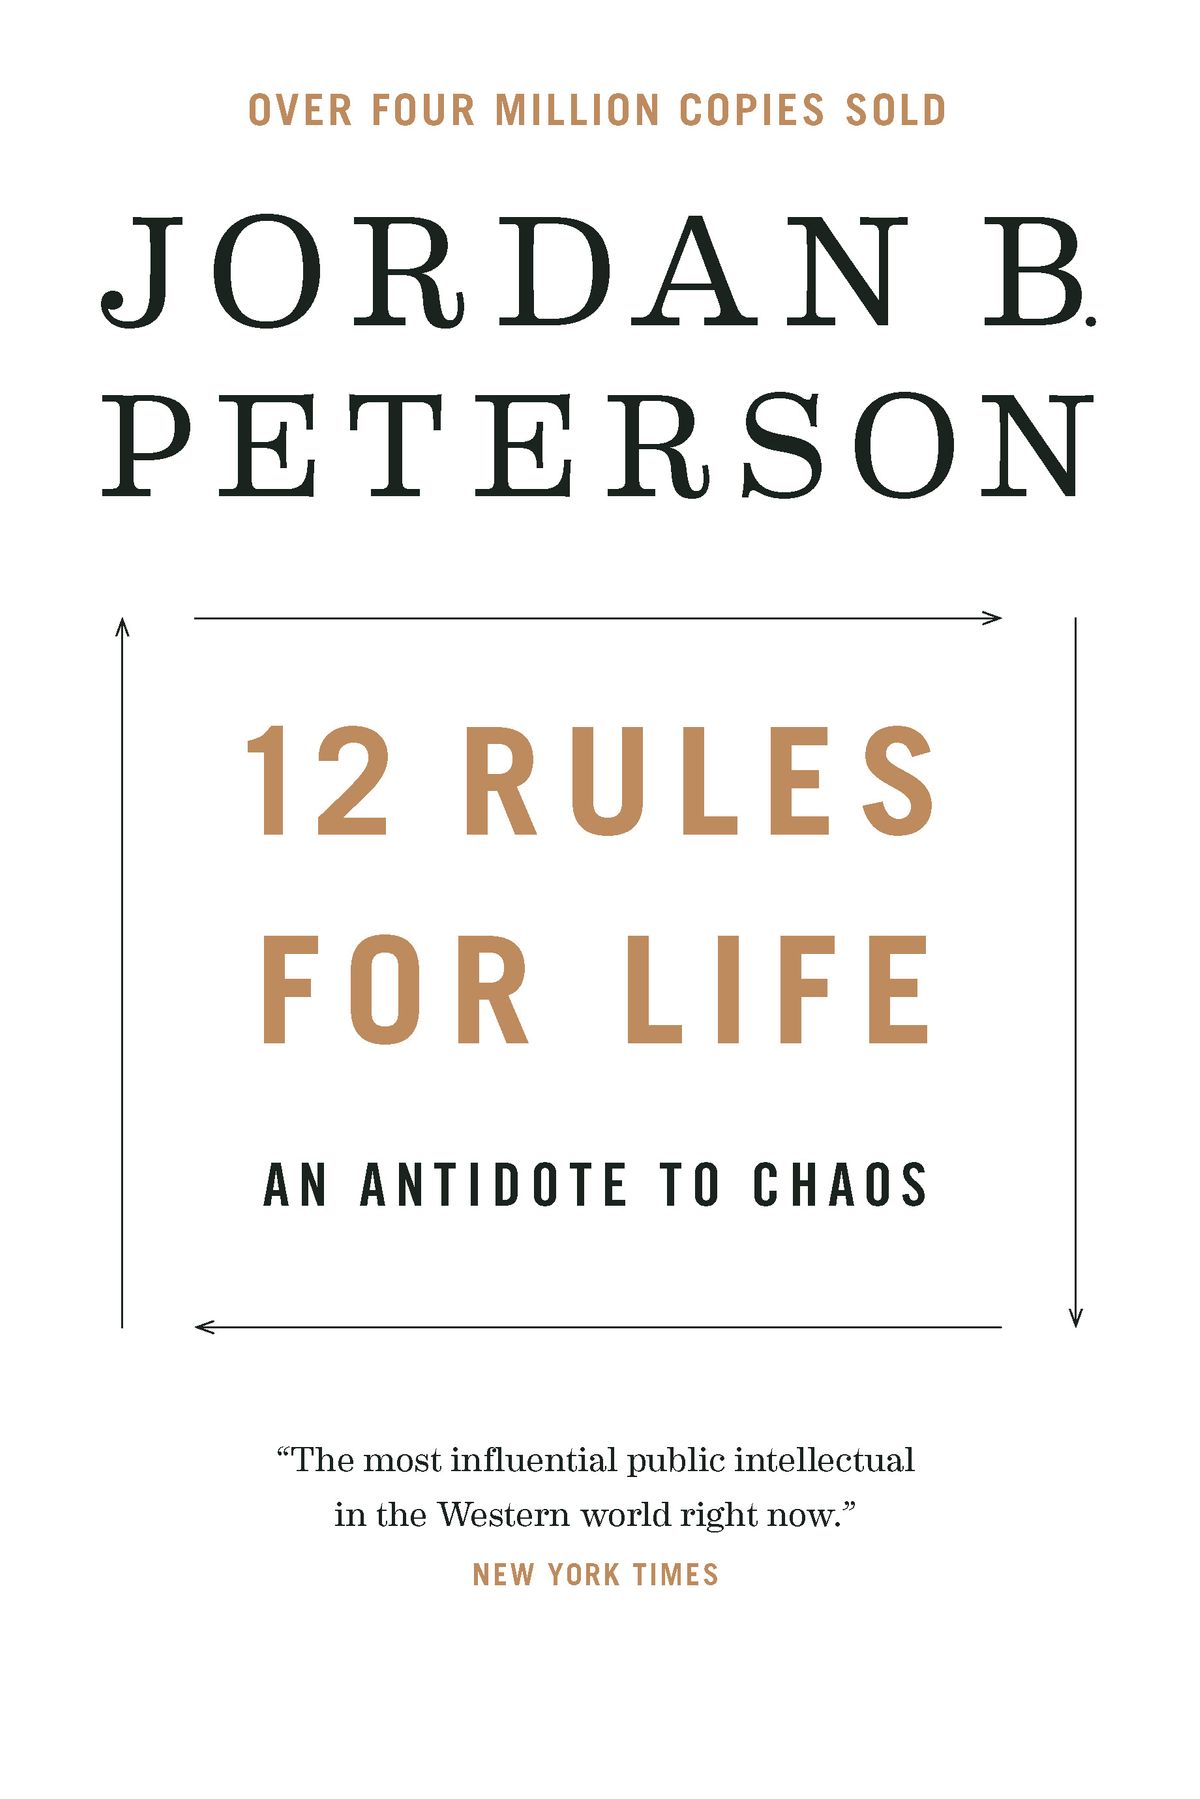 OVER FOUR MILLION COPIES SOLD
JORDAN B.
PETERSON
12 RULES
FOR LIFE
AN ANTIDOTE TO CHAOS
“The most influential public intellectual
in the Western world right now.”
NEW YORK TIMES